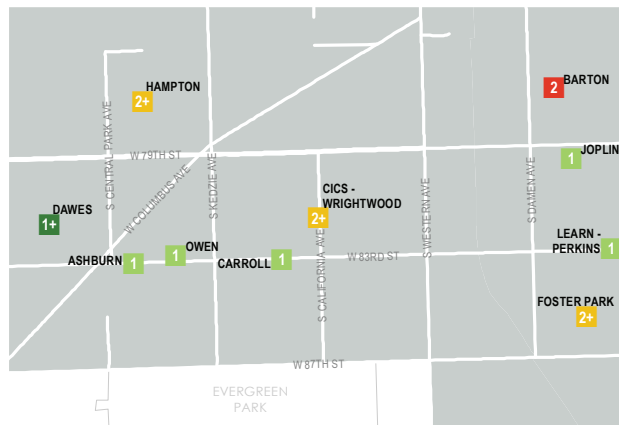 HAMPTON
2+
2
BARTON
S CENTRAL PARK AVE
W 79TH ST
W COLUMBUS AVE
S KEDZIE AVE
JOPLIN
1
S DAMEN AVE
S WESTERN AVE
CICS -
WRIGHTWOOD
2+
S CALIFORNIA AVE
DAWES
1+
OWEN
1
ASHBURN
1
CARROLL
1
W 83RD ST
LEARN -
PERKINS
1
FOSTER PARK
2+
W 87TH ST
EVERGREEN
PARK